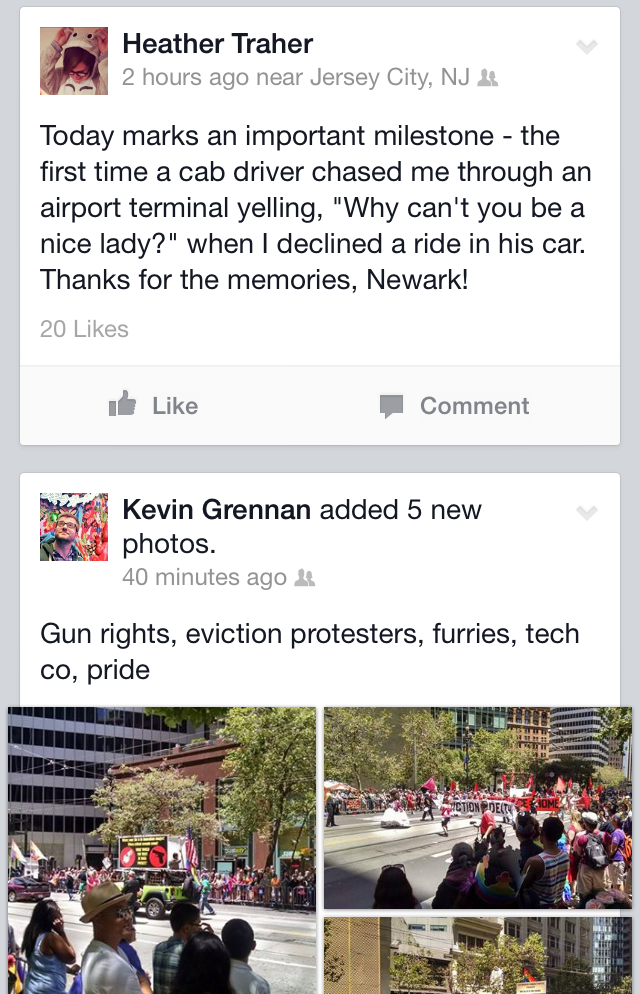 Heather Traher
2 hours ago near Jersey City, NJ
Today marks an important milestone - the
first time a cab driver chased me through an
airport terminal yelling, "Why can't you be a
nice lady?" when I declined a ride in his car.
Thanks for the memories, Newark!
20 Likes
Like
Comment
Kevin Grennan added 5 new
photos.
40 minutes ago
Gun rights, eviction protesters, furries, tech
co, pride
HOME